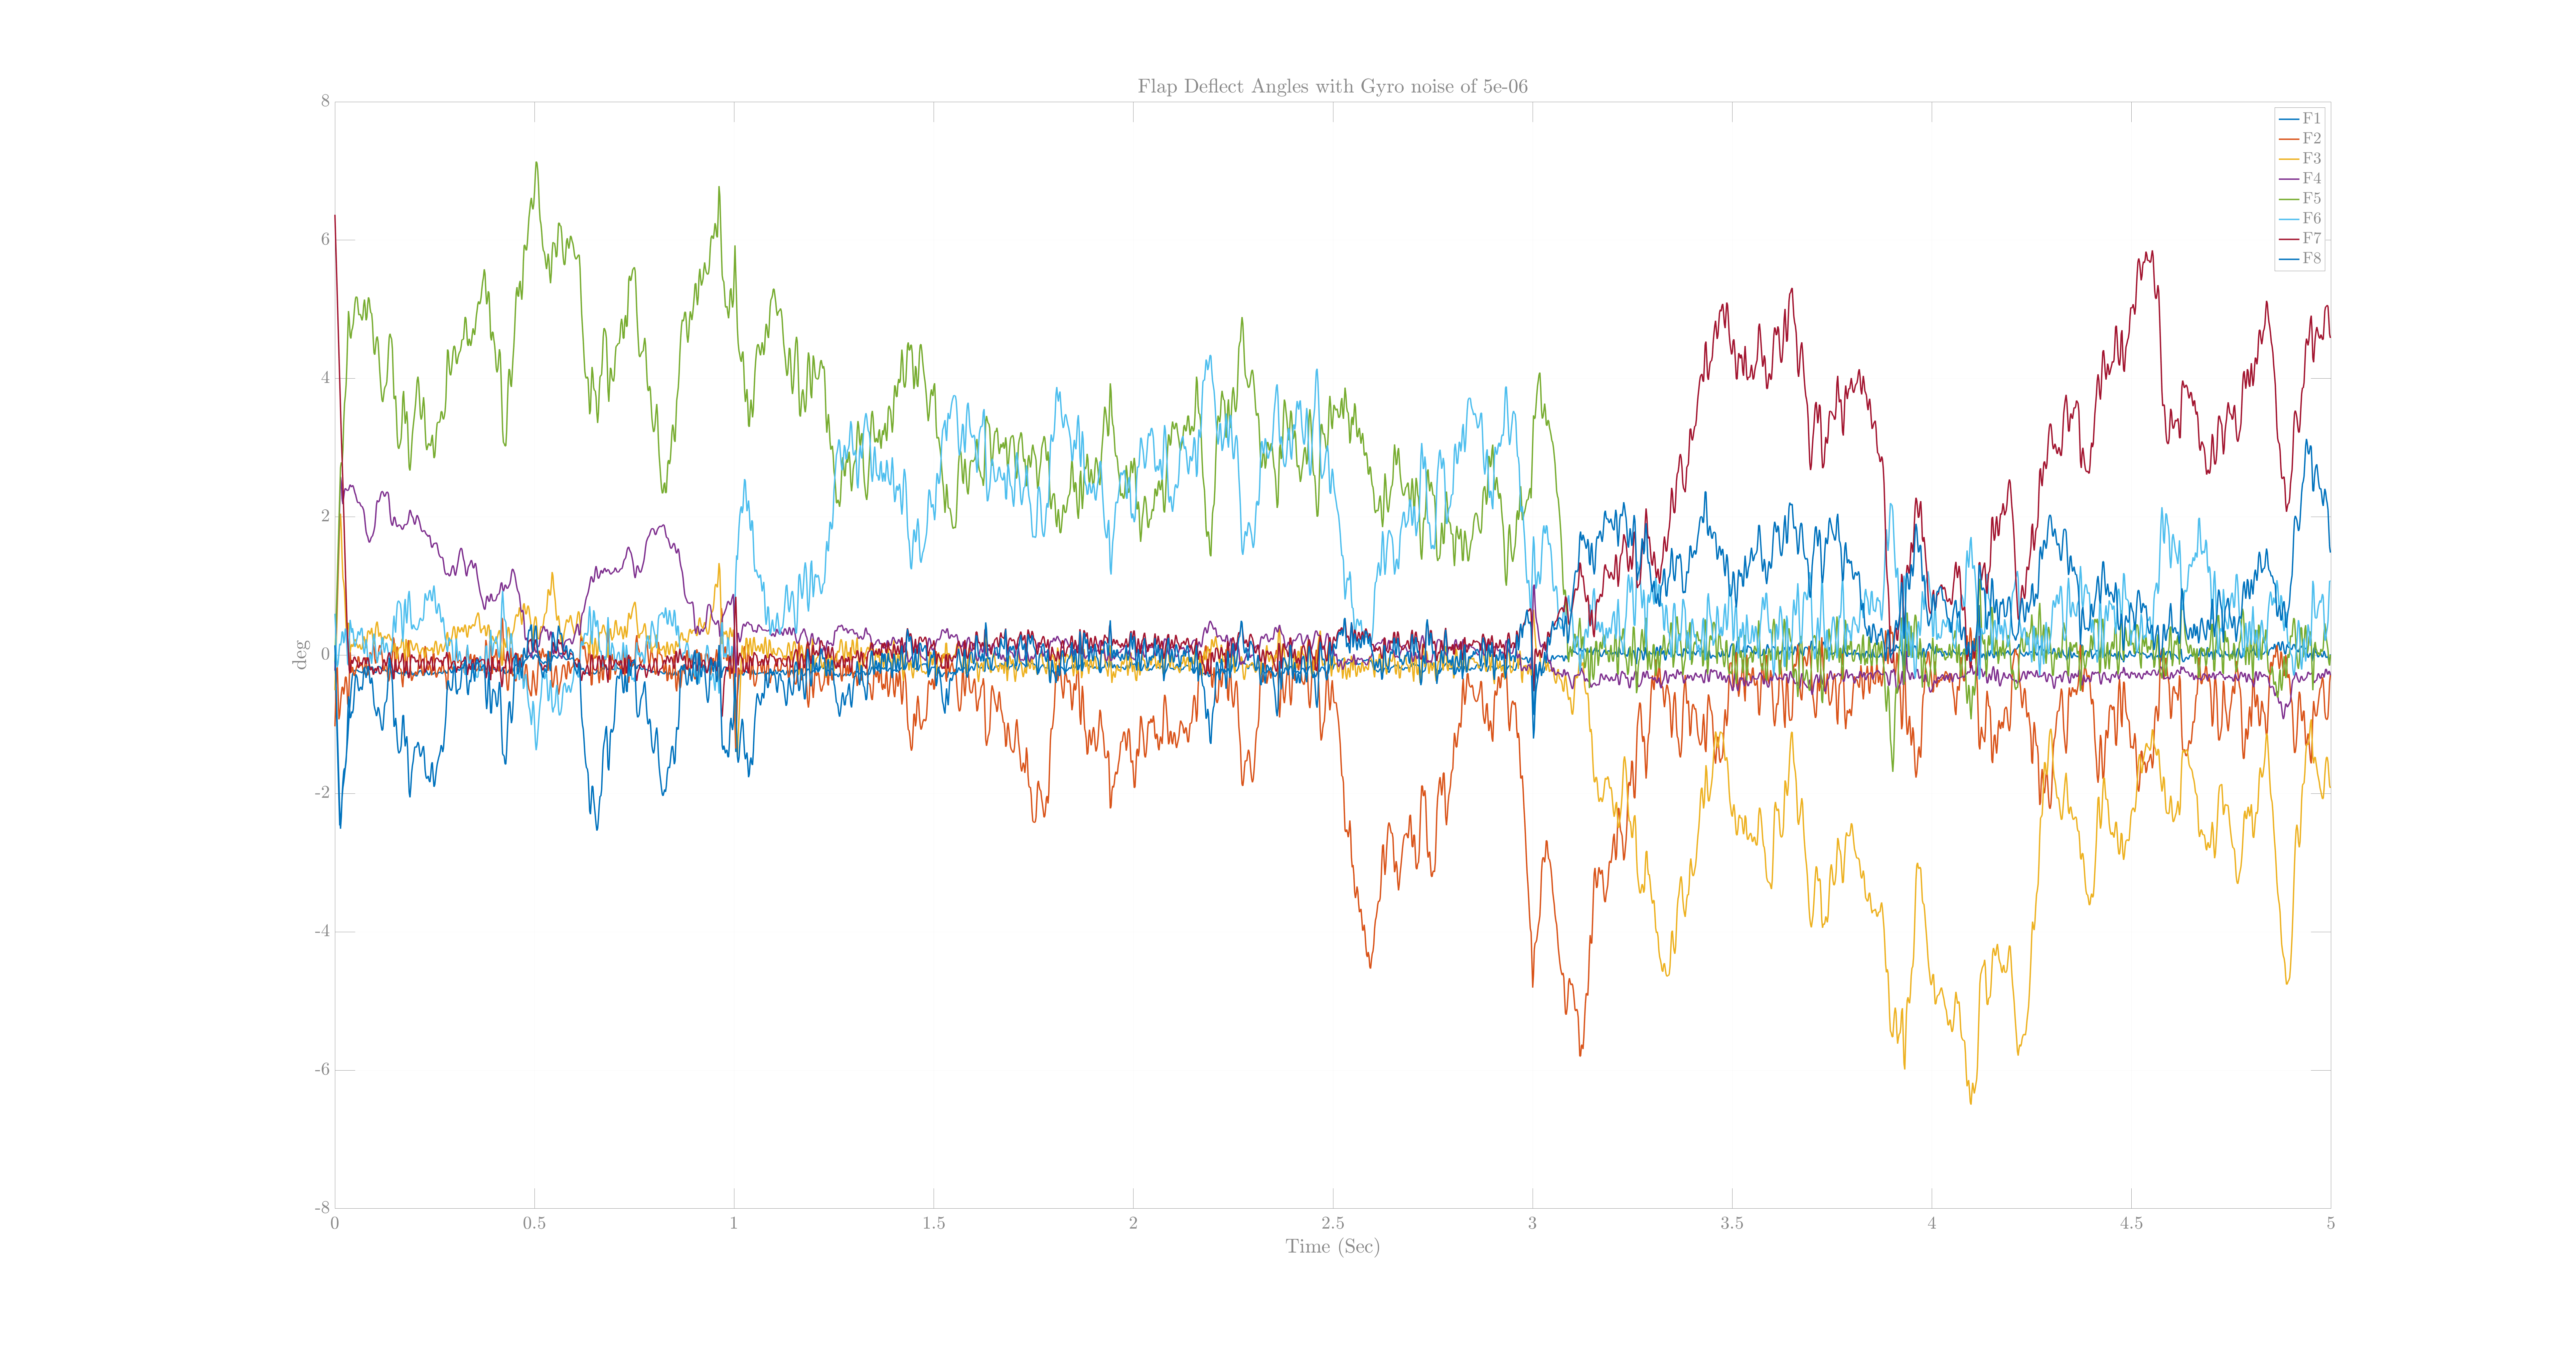 Flap Deflect Angles with Gyro noise of 5e-06
8
F1
F2
F3
F4
F5
F6
F7
F8
6
4
2
0
-2
-4
-6
-8
deg
0 0.5 1 1.5 2 2.5 3 3.5 4 4.5 5
Time (Sec)